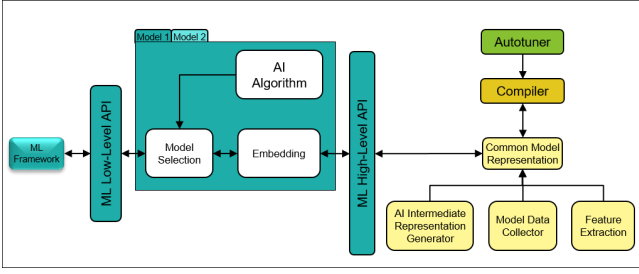 Model 1
Model 2
AI
Algorithm
Model
Selection
Embedding
ML
Framework
ML Low-Level API
ML High-Level API
Autotuner
Compiler
Common Model
Representation
AI Intermediate
Representation
Generator
Model Data
Collector
Feature
Extraction